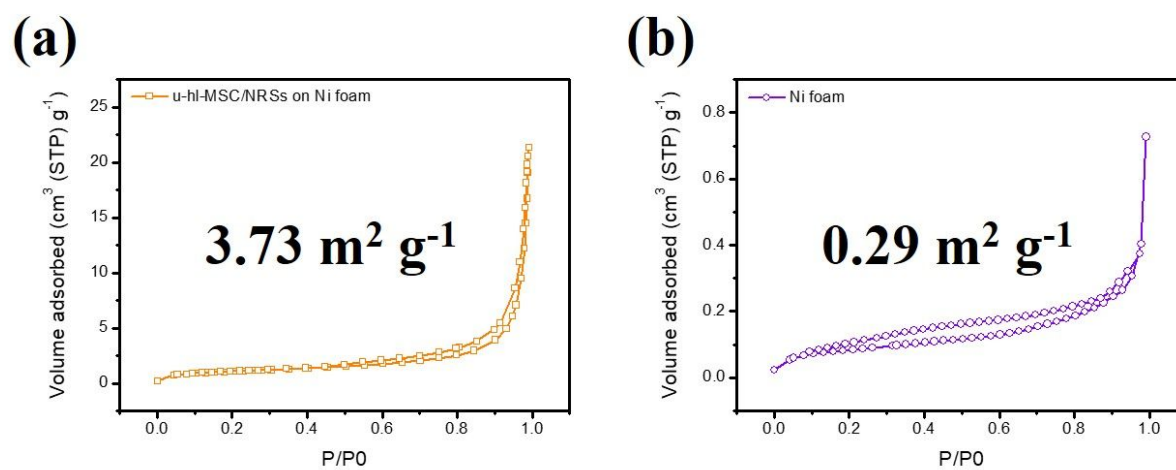 (a)
u-hl-MSC/NRSs on Ni foam
Volume adsorbed (cm³ (STP) g⁻¹)
25
20
15
10
5
0
3.73 m² g⁻¹
0.0 0.2 0.4 0.6 0.8 1.0
P/P0
(b)
Ni foam
Volume adsorbed (cm³ (STP) g⁻¹)
0.8
0.6
0.4
0.2
0.0
0.29 m² g⁻¹
0.0 0.2 0.4 0.6 0.8 1.0
P/P0